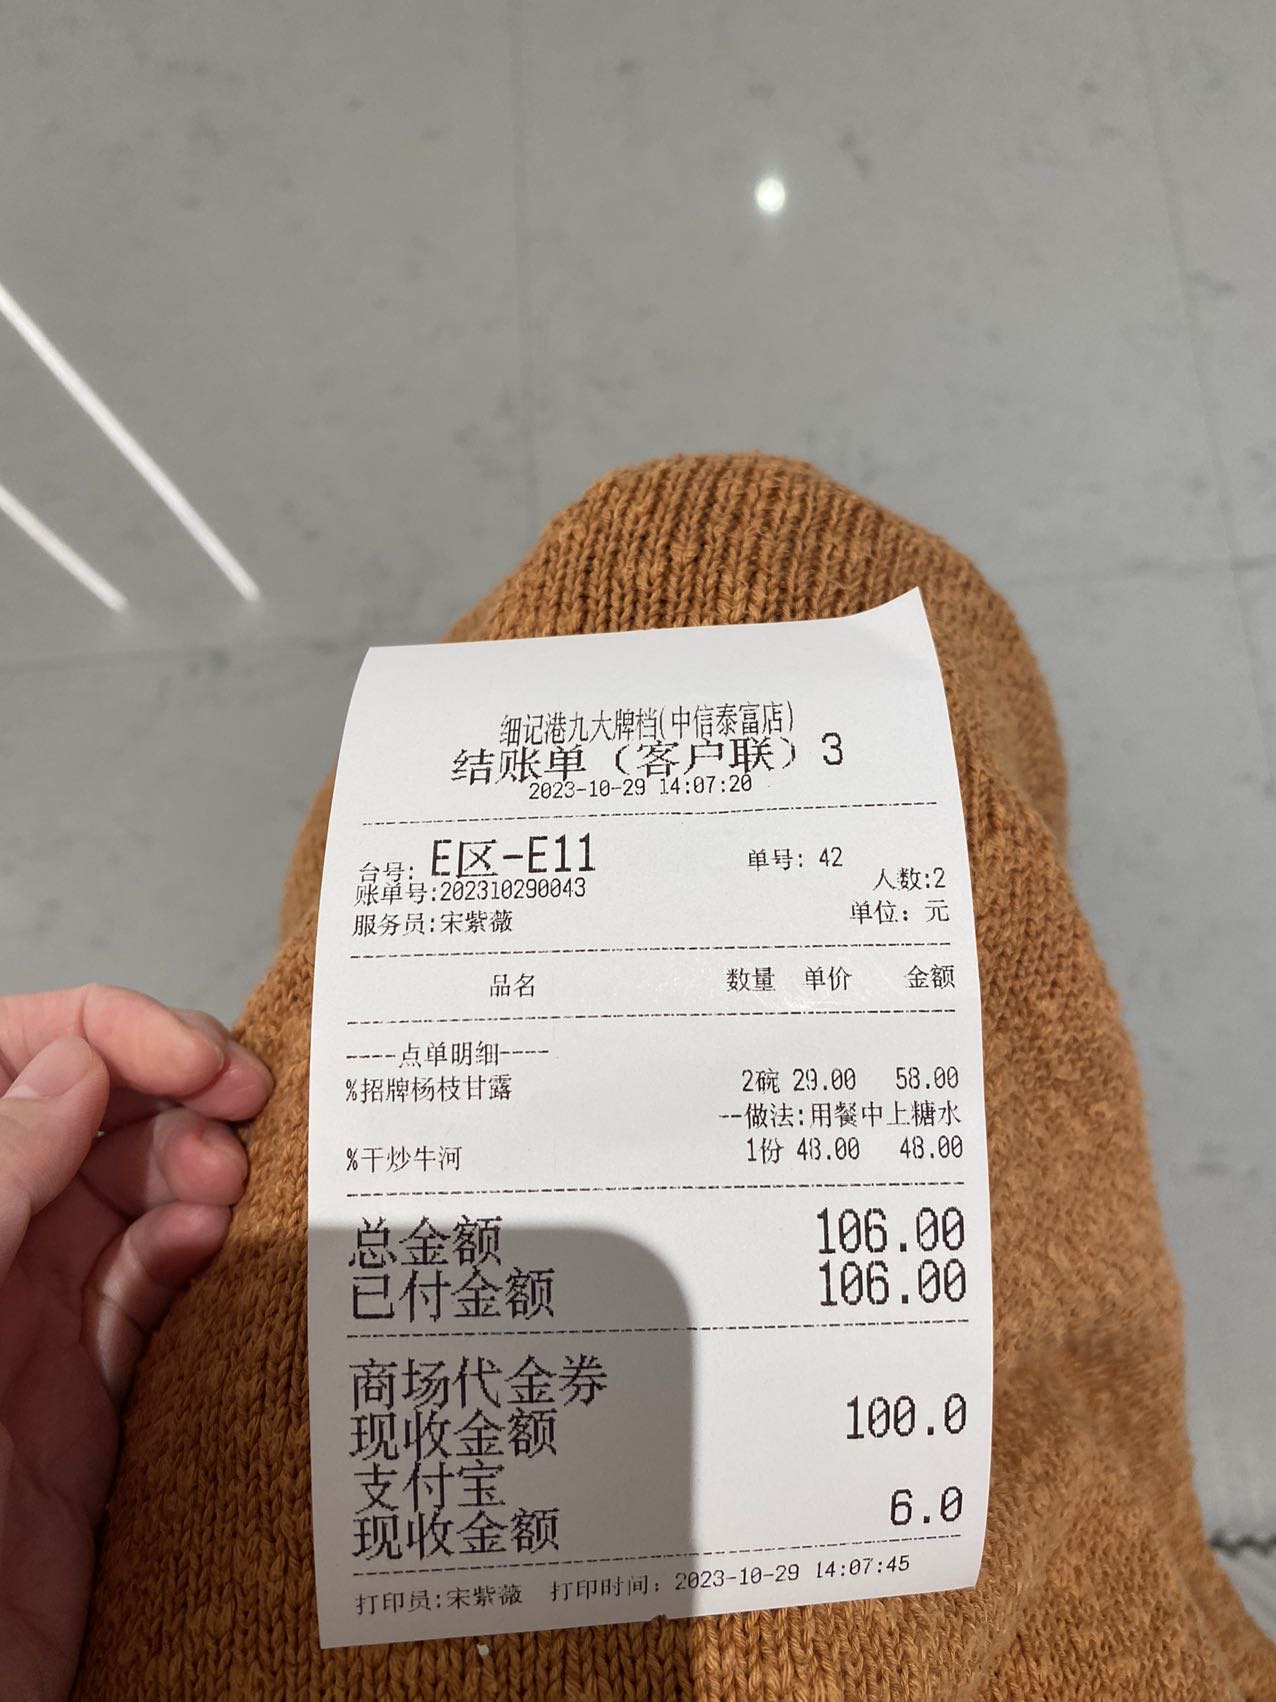 细记港九大牌档(中信泰富店)
结账单（客户联）3
2023-10-29 14:07:20
台号: E区-E11 单号: 42
账单号:202310290043 人数:2
服务员:宋紫薇 单位: 元
品名 数量 单价 金额
----点单明细----
%招牌杨枝甘露 2碗 29.00 58.00
--做法:用餐中上糖水
%干炒牛河 1份 48.00 48.00
总金额 106.00
已付金额 106.00
商场代金券
现收金额 100.0
支付宝
现收金额 6.0
打印员:宋紫薇 打印时间: 2023-10-29 14:07:45